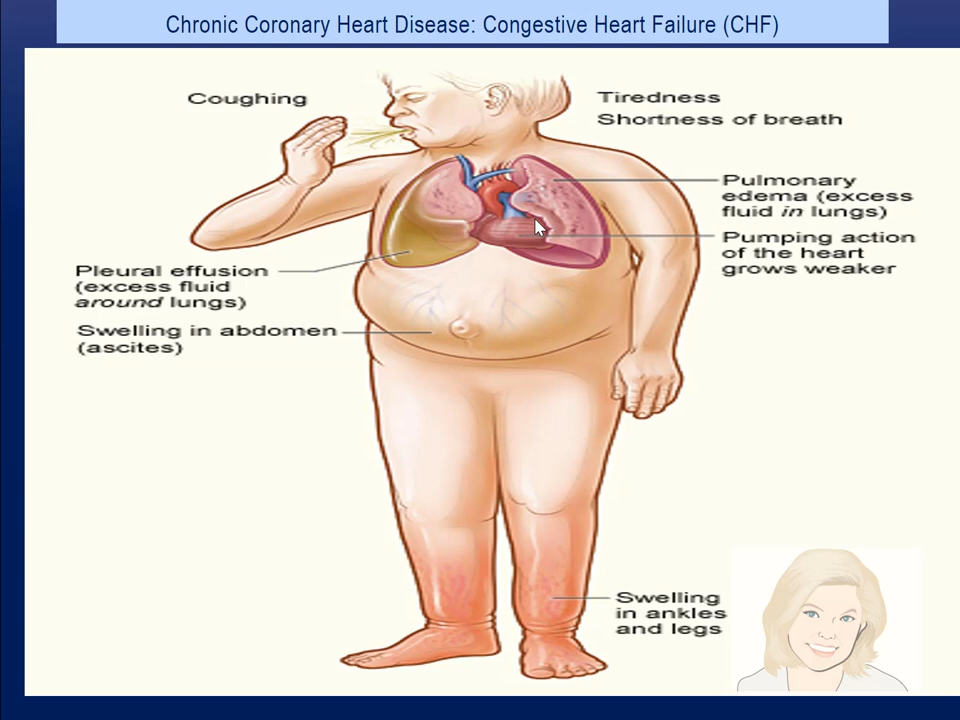 Chronic Coronary Heart Disease: Congestive Heart Failure (CHF)
Coughing
Tiredness
Shortness of breath
Pulmonary
edema (excess
fluid in lungs)
Pumping action
of the heart
grows weaker
Pleural effusion
(excess fluid
around lungs)
Swelling in abdomen
(ascites)
Swelling
in ankles
and legs